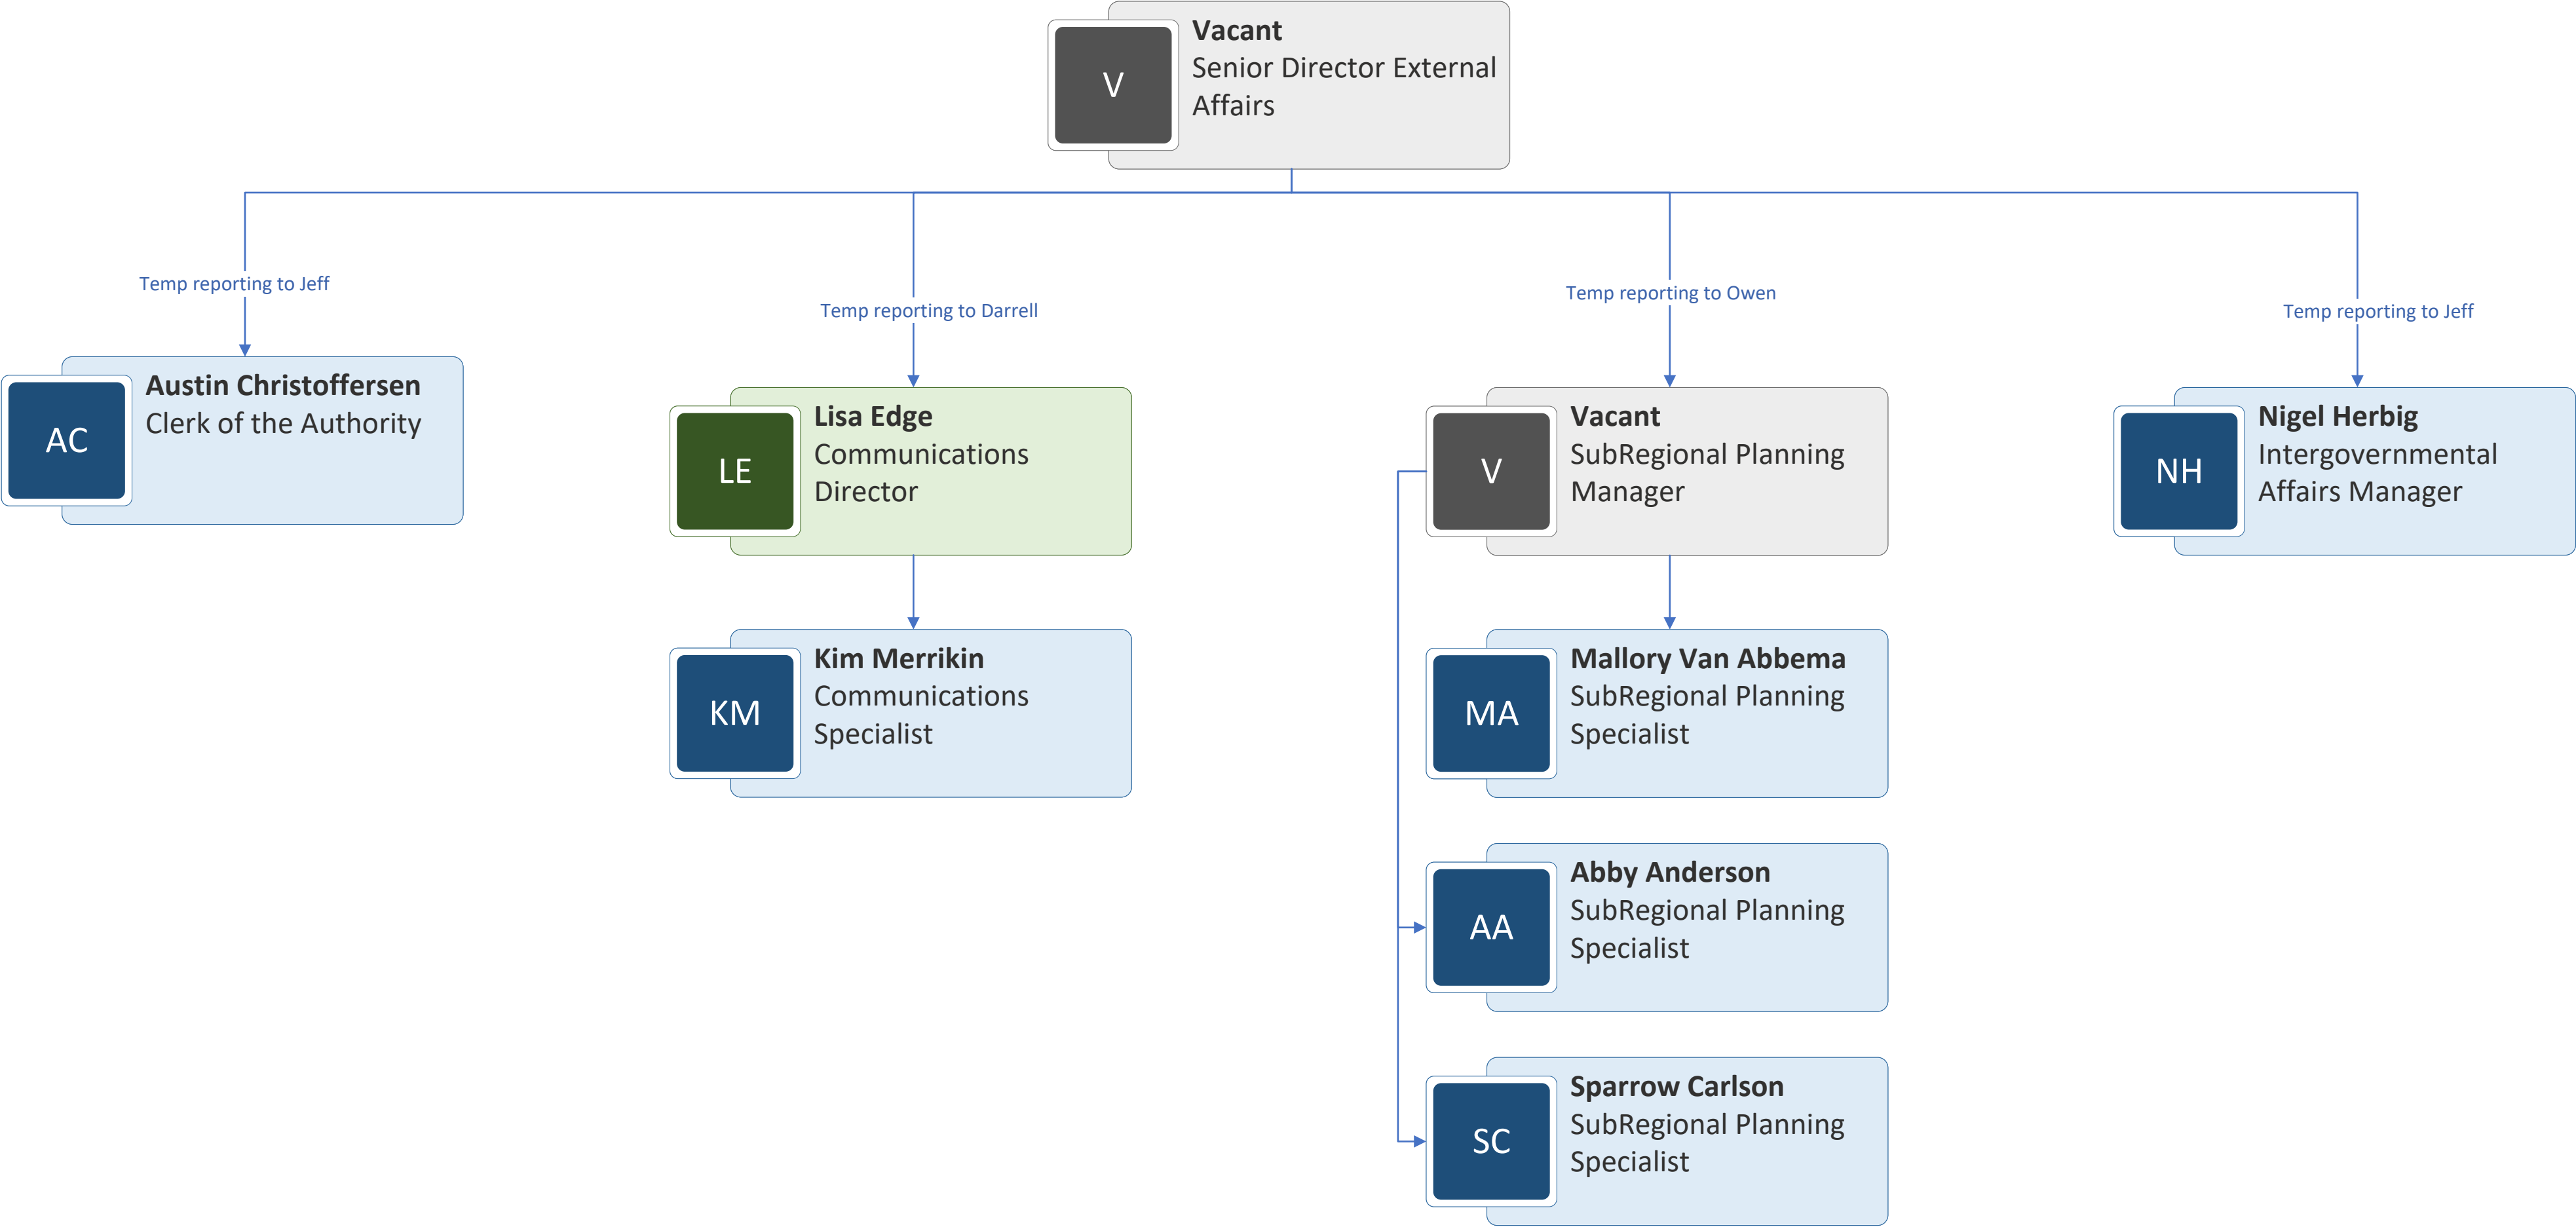 V
Vacant
Senior Director External
Affairs
Temp reporting to Jeff
Temp reporting to Darrell
Temp reporting to Owen
Temp reporting to Jeff
AC
Austin Christoffersen
Clerk of the Authority
LE
Lisa Edge
Communications
Director
V
Vacant
SubRegional Planning
Manager
NH
Nigel Herbig
Intergovernmental
Affairs Manager
KM
Kim Merrikin
Communications
Specialist
MA
Mallory Van Abbema
SubRegional Planning
Specialist
AA
Abby Anderson
SubRegional Planning
Specialist
SC
Sparrow Carlson
SubRegional Planning
Specialist